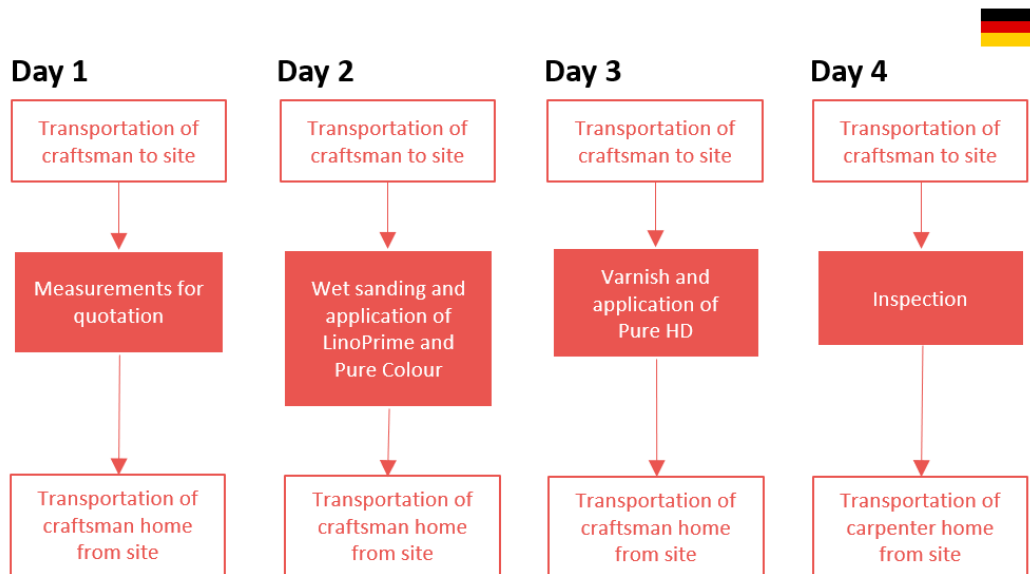 Day 1
Transportation of
craftsman to site
Measurements for
quotation
Transportation of
craftsman home
from site
Day 2
Transportation of
craftsman to site
Wet sanding and
application of
LinoPrime and
Pure Colour
Transportation of
craftsman home
from site
Day 3
Transportation of
craftsman to site
Varnish and
application of
Pure HD
Transportation of
craftsman home
from site
Day 4
Transportation of
craftsman to site
Inspection
Transportation of
carpenter home
from site